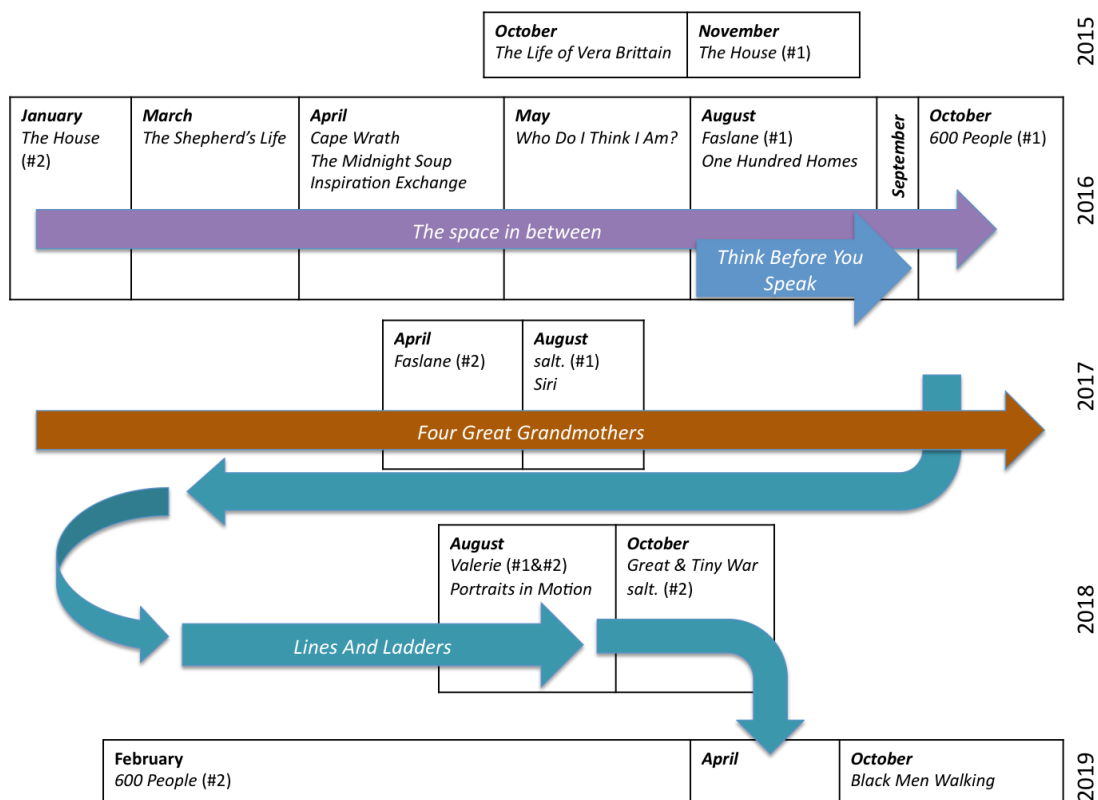 October
The Life of Vera Brittain
November
The House (#1)
2015
January
The House
(#2)
March
The Shepherd's Life
April
Cape Wrath
The Midnight Soup
Inspiration Exchange
May
Who Do I Think I Am?
August
Faslane (#1)
One Hundred Homes
September
October
600 People (#1)
2016
The space in between
Think Before You
Speak
April
Faslane (#2)
August
salt. (#1)
Siri
2017
Four Great Grandmothers
August
Valerie (#1&#2)
Portraits in Motion
October
Great & Tiny War
salt. (#2)
2018
Lines And Ladders
February
600 People (#2)
April
October
Black Men Walking
2019